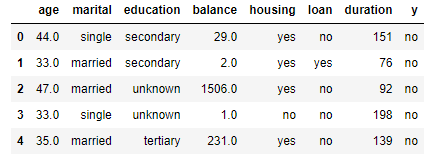 age marital education balance housing loan duration y
0 44.0 single secondary 29.0 yes no 151 no
1 33.0 married secondary 2.0 yes yes 76 no
2 47.0 married unknown 1506.0 yes no 92 no
3 33.0 single unknown 1.0 no no 198 no
4 35.0 married tertiary 231.0 yes no 139 no